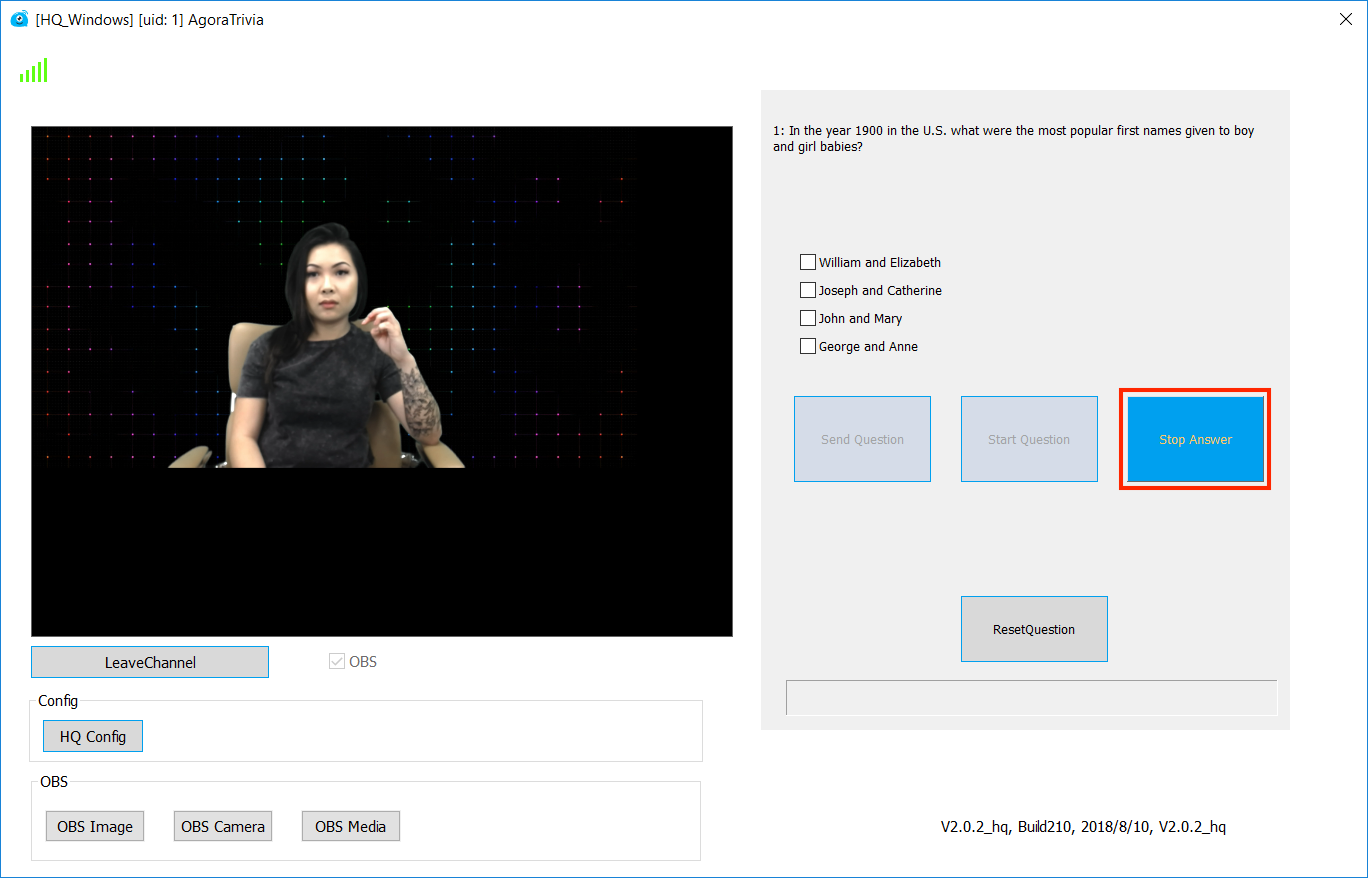 [HQ_Windows] [uid: 1] AgoraTrivia
1: In the year 1900 in the U.S. what were the most popular first names given to boy
and girl babies?
William and Elizabeth
Joseph and Catherine
John and Mary
George and Anne
Send Question
Start Question
Stop Answer
ResetQuestion
LeaveChannel
OBS
Config
HQ Config
OBS
OBS Image
OBS Camera
OBS Media
V2.0.2_hq, Build210, 2018/8/10, V2.0.2_hq